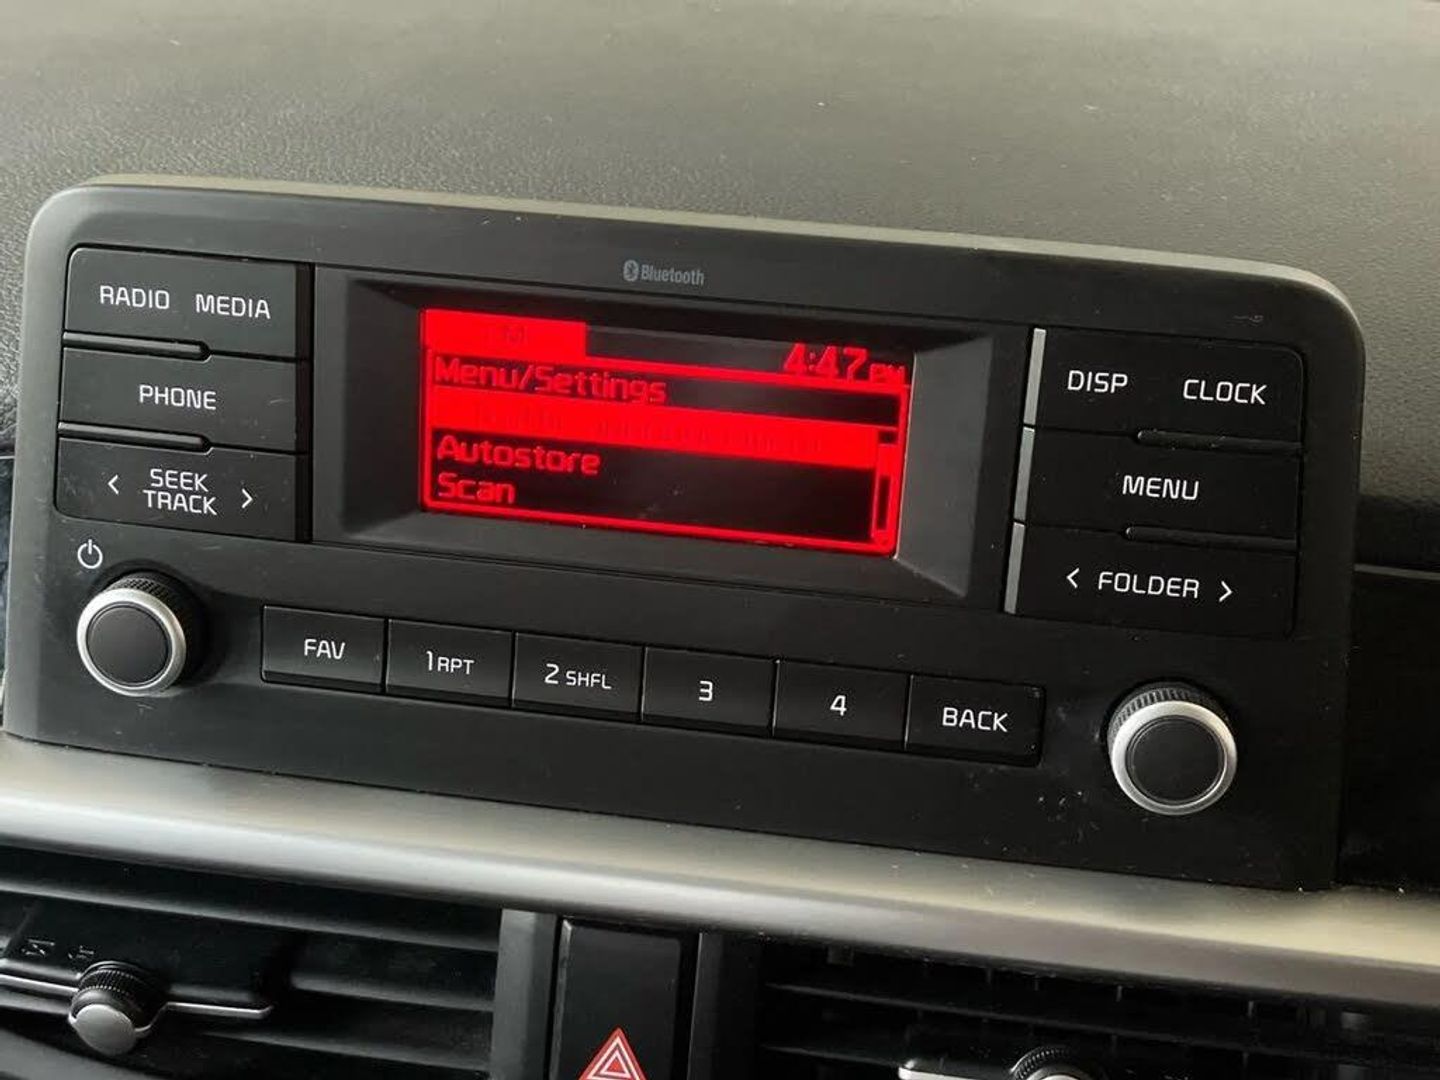 Bluetooth
RADIO MEDIA
PHONE
< SEEK TRACK >
4:47 PM
Menu/Settings
Autostore
Scan
DISP CLOCK
MENU
< FOLDER >
FAV
1 RPT
2 SHFL
3
4
BACK